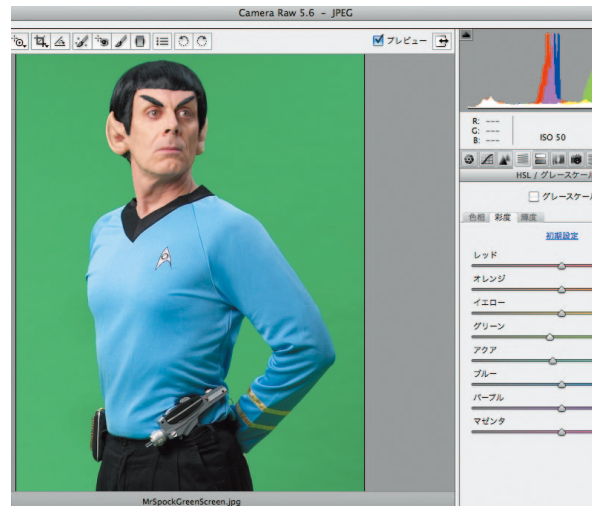 Camera Raw 5.6 – JPEG
プレビュー
R: ---
G: ---
B: ---
ISO 50
HSL / グレースケール
グレースケール
色相 彩度 輝度
初期設定
レッド
オレンジ
イエロー
グリーン
アクア
ブルー
パープル
マゼンタ
MrSpockGreenScreen.jpg